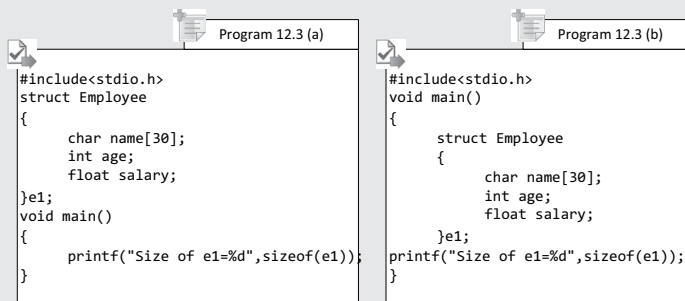 Program 12.3 (a)
#include<stdio.h>
struct Employee
{
char name[30];
int age;
float salary;
}e1;
void main()
{
printf("Size of e1=%d",sizeof(e1));
}
Program 12.3 (b)
#include<stdio.h>
void main()
{
struct Employee
{
char name[30];
int age;
float salary;
}e1;
printf("Size of e1=%d",sizeof(e1));
}